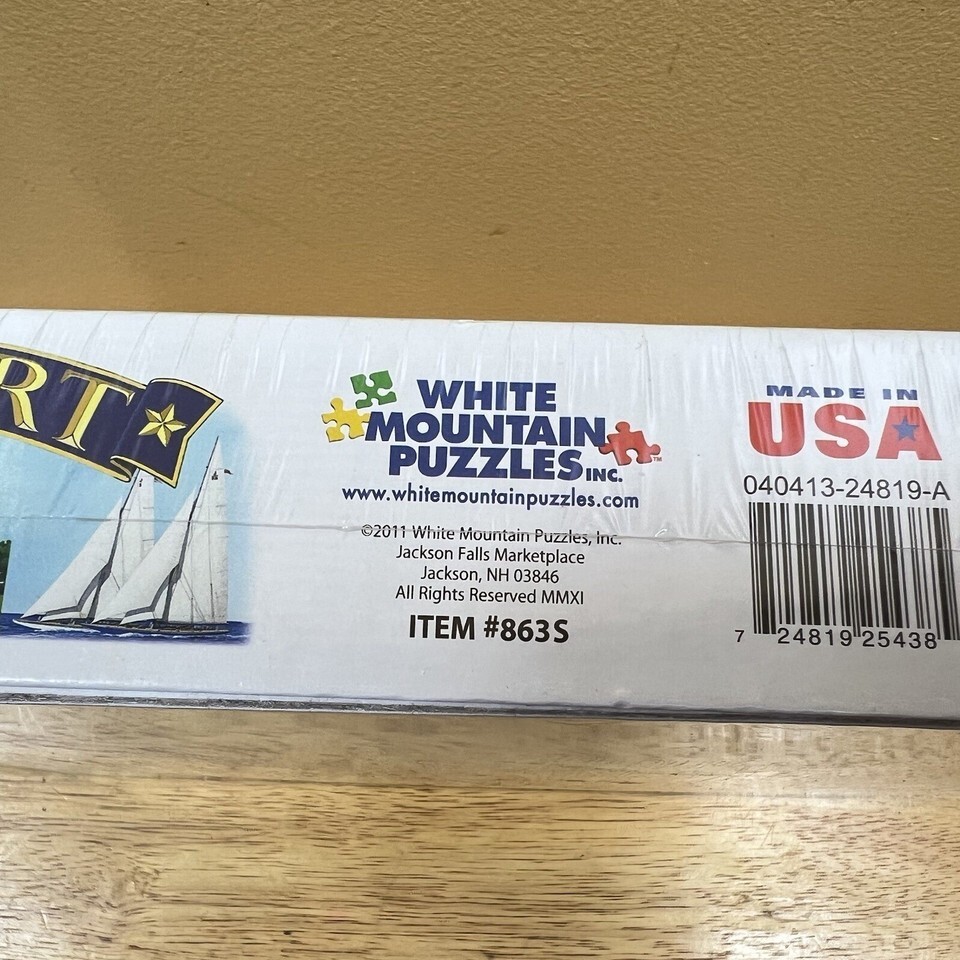 RT
WHITE
MOUNTAIN
PUZZLES INC.
™
www.whitemountainpuzzles.com
©2011 White Mountain Puzzles, Inc.
Jackson Falls Marketplace
Jackson, NH 03846
All Rights Reserved MMXI
ITEM #863S
MADE IN
USA
040413-24819-A
7 24819 25438